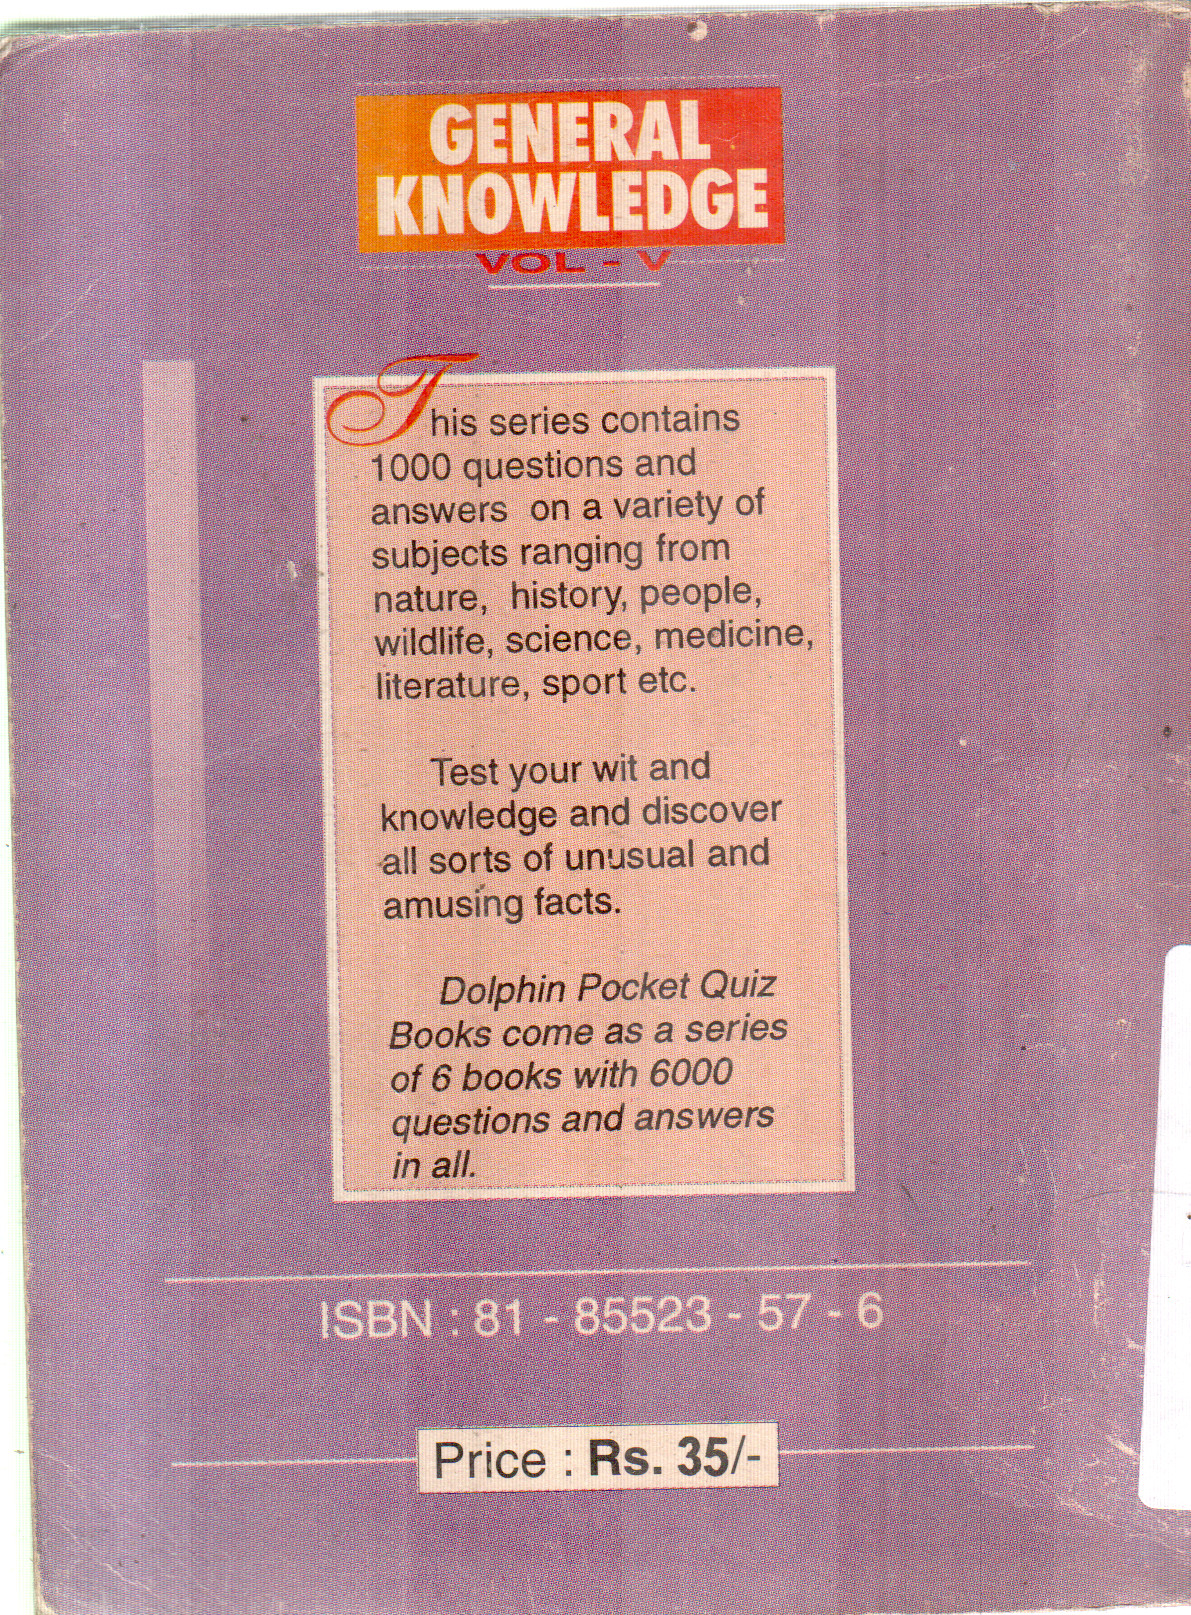 GENERAL
KNOWLEDGE
VOL - V
This series contains
1000 questions and
answers on a variety of
subjects ranging from
nature, history, people,
wildlife, science, medicine,
literature, sport etc.
Test your wit and
knowledge and discover
all sorts of unusual and
amusing facts.
Dolphin Pocket Quiz
Books come as a series
of 6 books with 6000
questions and answers
in all.
ISBN : 81 - 85523 - 57 - 6
Price : Rs. 35/-